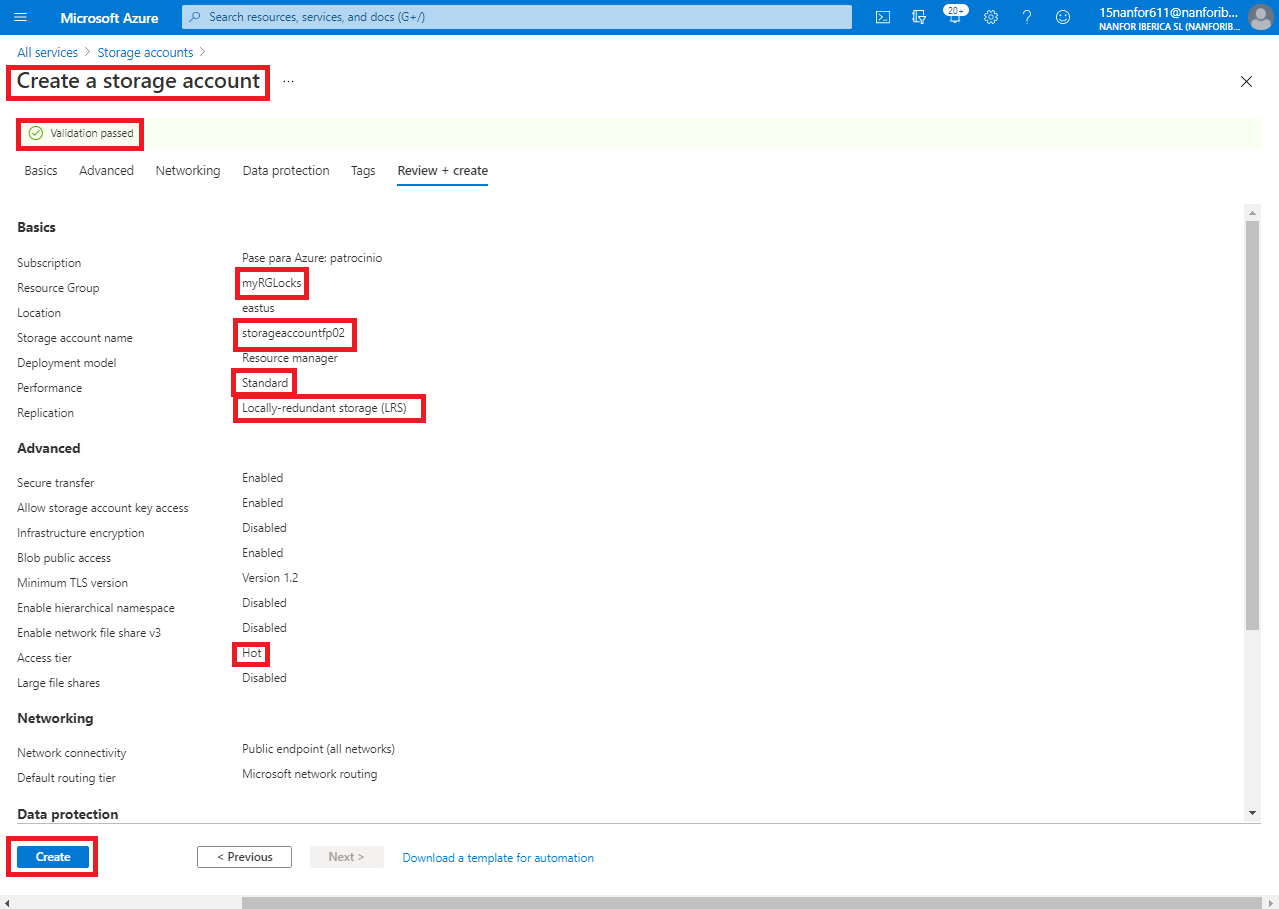 Microsoft Azure
Search resources, services, and docs (G+/)
20+
15nanfor611@nanforib...
NANFOR IBERICA SL (NANFORIB...
All services > Storage accounts >
Create a storage account ...
Validation passed
Basics Advanced Networking Data protection Tags Review + create
Basics
Subscription Pase para Azure: patrocinio
Resource Group myRGLocks
Location eastus
Storage account name storageaccountfp02
Deployment model Resource manager
Performance Standard
Replication Locally-redundant storage (LRS)
Advanced
Secure transfer Enabled
Allow storage account key access Enabled
Infrastructure encryption Disabled
Blob public access Enabled
Minimum TLS version Version 1.2
Enable hierarchical namespace Disabled
Enable network file share v3 Disabled
Access tier Hot
Large file shares Disabled
Networking
Network connectivity Public endpoint (all networks)
Default routing tier Microsoft network routing
Data protection
Create < Previous Next > Download a template for automation